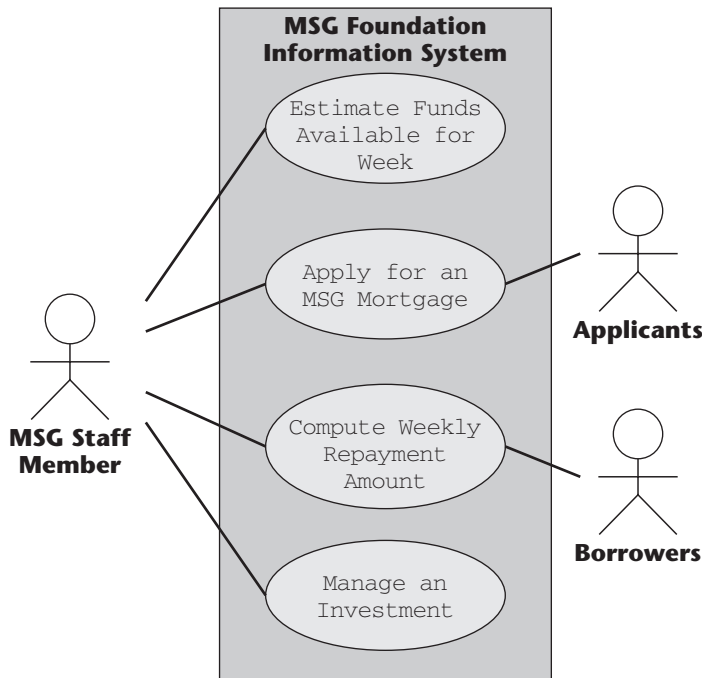 MSG Foundation
Information System
Estimate Funds
Available for
Week
Apply for an
MSG Mortgage
Applicants
MSG Staff
Member
Compute Weekly
Repayment
Amount
Borrowers
Manage an
Investment